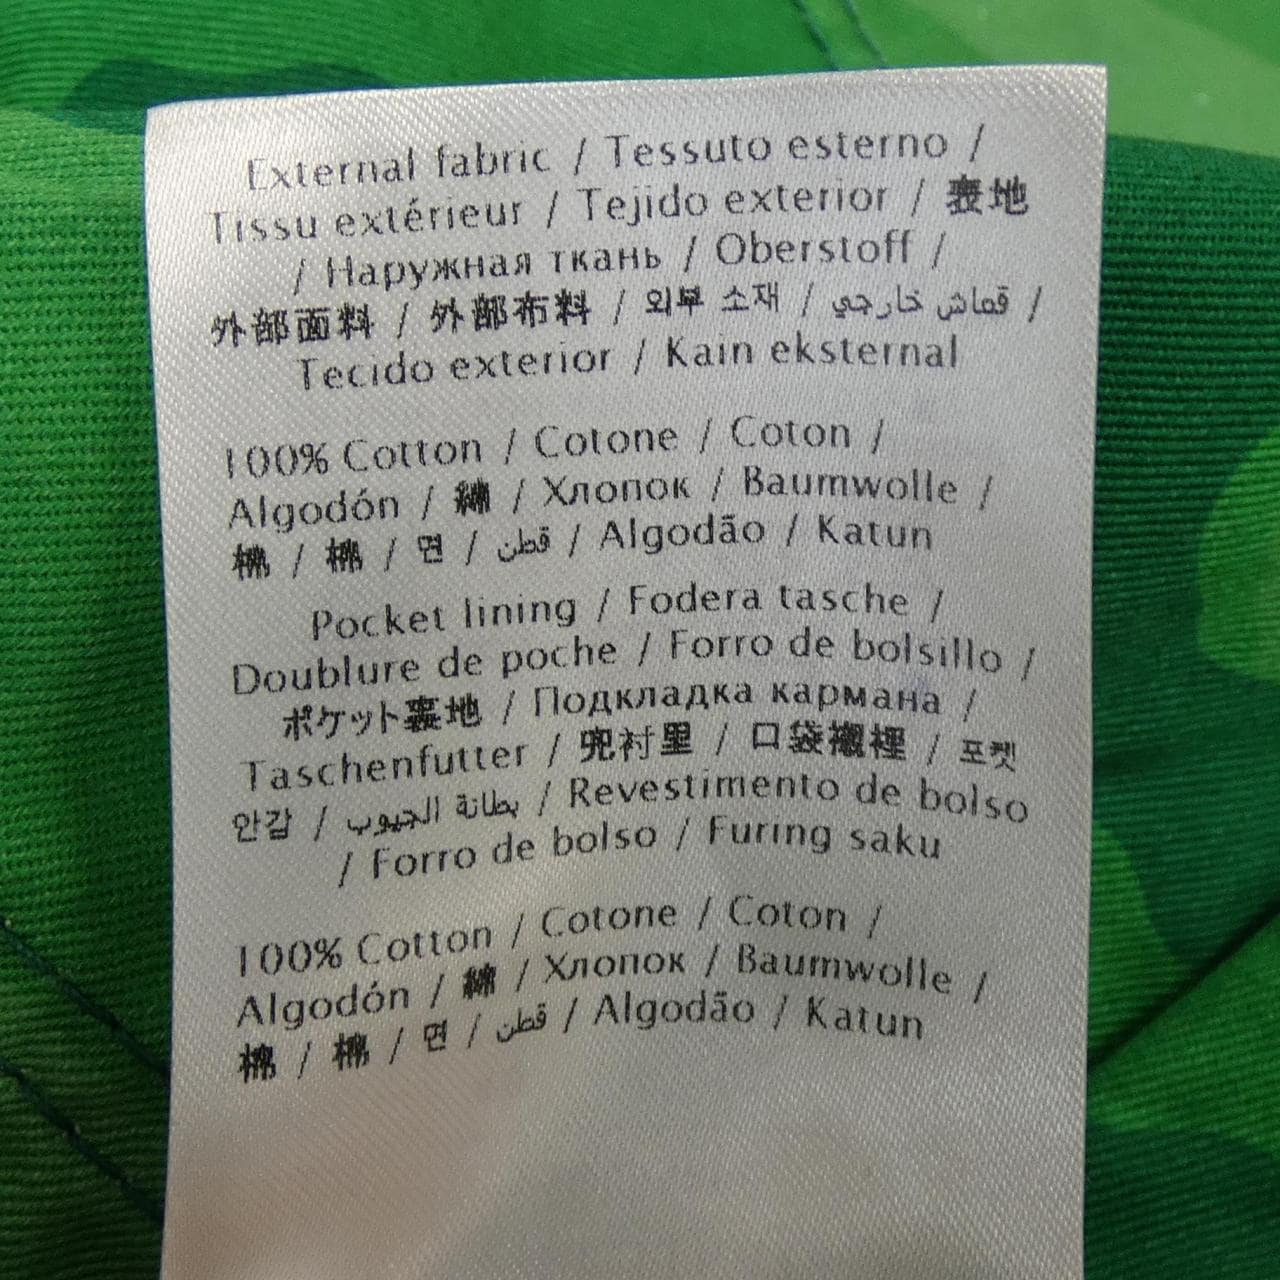 External fabric / Tessuto esterno /
Tissu extérieur / Tejido exterior / 表地
/ Наружная ткань / Oberstoff /
外部面料 / 外部布料 / 외부 소재 / قماش خارجي /
Tecido exterior / Kain eksternal
100% Cotton / Cotone / Coton /
Algodón / 綿 / Хлопок / Baumwolle /
棉 / 棉 / 면 / قطن / Algodão / Katun
Pocket lining / Fodera tasche /
Doublure de poche / Forro de bolsillo /
ポケット裏地 / Подкладка кармана /
Taschenfutter / 兜衬里 / 口袋襯裡 / 포켓
안감 / بطانة الجيوب / Revestimento de bolso
/ Forro de bolso / Furing saku
100% Cotton / Cotone / Coton /
Algodón / 綿 / Хлопок / Baumwolle /
棉 / 棉 / 면 / قطن / Algodão / Katun